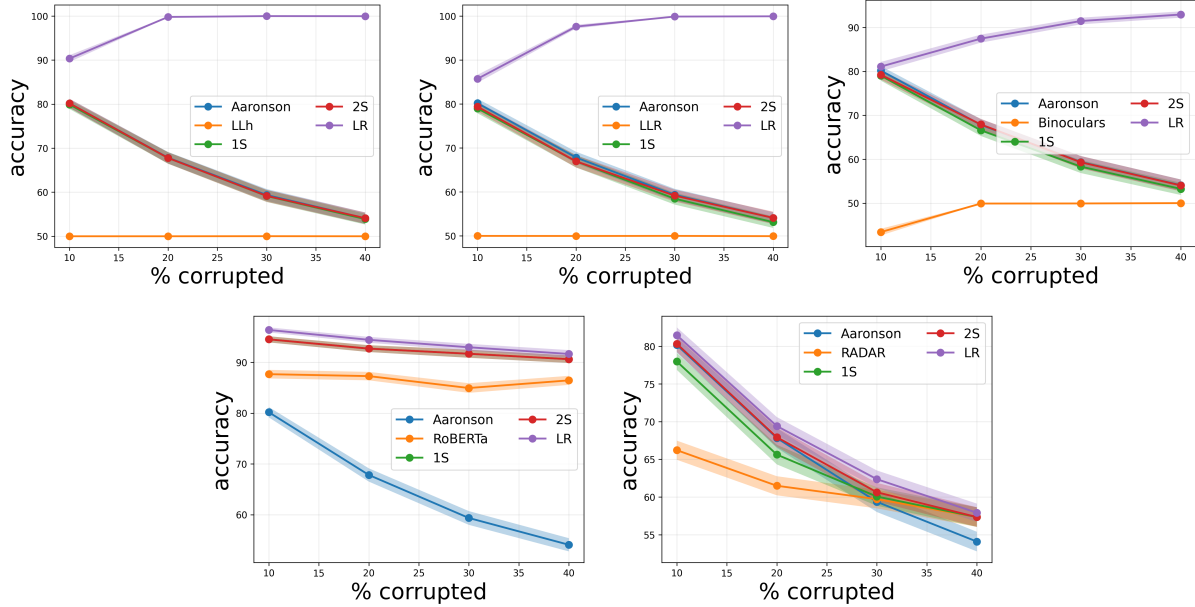 100
90
80
70
60
50
accuracy
Aaronson
LLh
1S
2S
LR
10 15 20 25 30 35 40
% corrupted
100
90
80
70
60
50
accuracy
Aaronson
LLR
1S
2S
LR
10 15 20 25 30 35 40
% corrupted
90
80
70
60
50
accuracy
Aaronson
Binoculars
1S
2S
LR
10 15 20 25 30 35 40
% corrupted
90
80
70
60
accuracy
Aaronson
RoBERTa
1S
2S
LR
10 15 20 25 30 35 40
% corrupted
80
75
70
65
60
55
accuracy
Aaronson
RADAR
1S
2S
LR
10 15 20 25 30 35 40
% corrupted